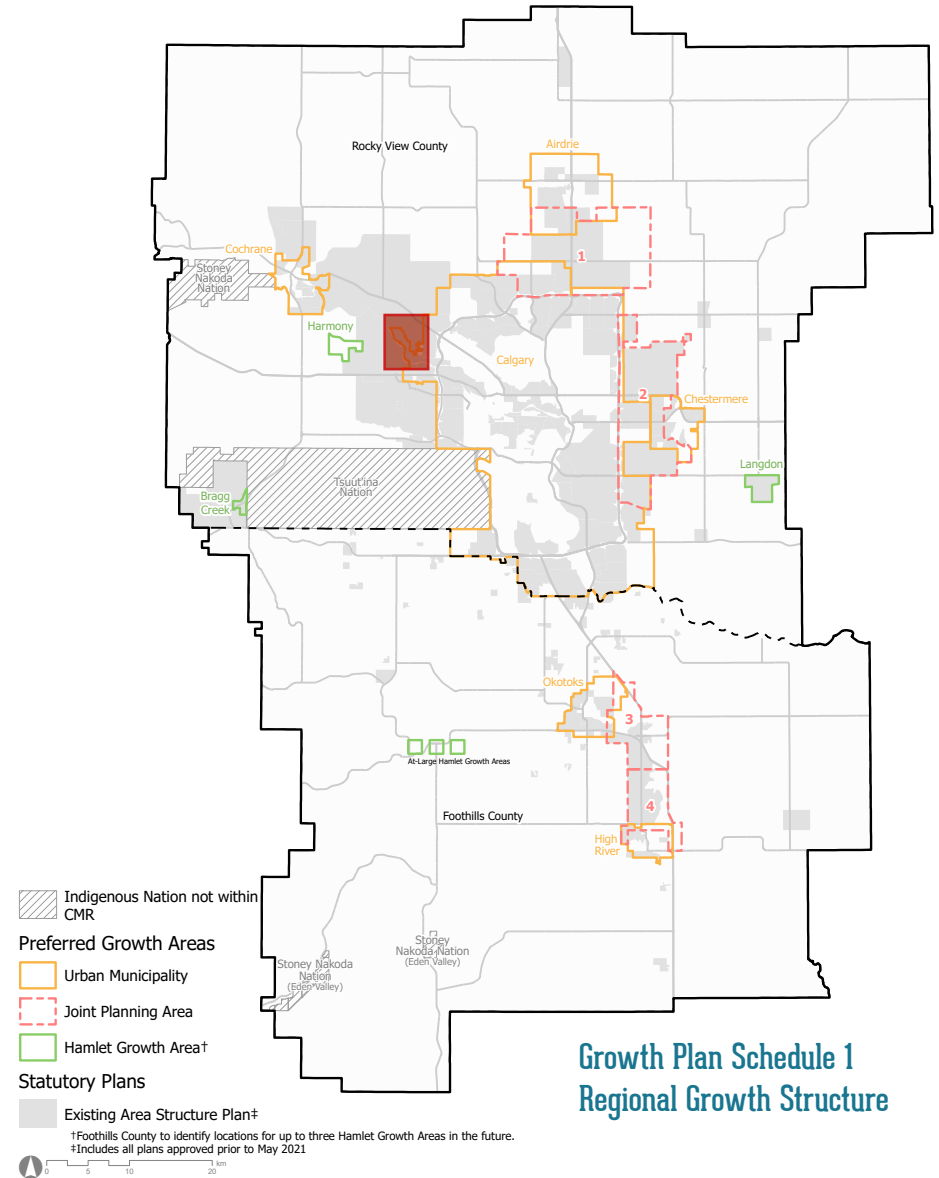 Rocky View County
Airdrie
1
Cochrane
Stoney
Nakoda
Nation
Harmony
Calgary
2
Chestermere
Langdon
Tsuut'ina
Nation
Bragg
Creek
Okotoks
3
At-Large Hamlet Growth Areas
4
Foothills County
High
River
Stoney
Nakoda Nation
(Eden Valley)
Stoney Nakoda
Nation
(Eden Valley)
Indigenous Nation not within
CMR
Preferred Growth Areas
Urban Municipality
Joint Planning Area
Hamlet Growth Area†
Statutory Plans
Existing Area Structure Plan‡
†Foothills County to identify locations for up to three Hamlet Growth Areas in the future.
‡Includes all plans approved prior to May 2021
km
0 5 10 20
Growth Plan Schedule 1
Regional Growth Structure